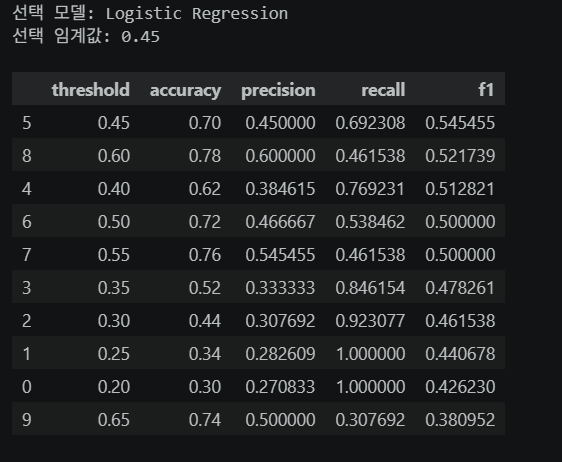 선택 모델: Logistic Regression
선택 임계값: 0.45
threshold accuracy precision recall f1
5 0.45 0.70 0.450000 0.692308 0.545455
8 0.60 0.78 0.600000 0.461538 0.521739
4 0.40 0.62 0.384615 0.769231 0.512821
6 0.50 0.72 0.466667 0.538462 0.500000
7 0.55 0.76 0.545455 0.461538 0.500000
3 0.35 0.52 0.333333 0.846154 0.478261
2 0.30 0.44 0.307692 0.923077 0.461538
1 0.25 0.34 0.282609 1.000000 0.440678
0 0.20 0.30 0.270833 1.000000 0.426230
9 0.65 0.74 0.500000 0.307692 0.380952